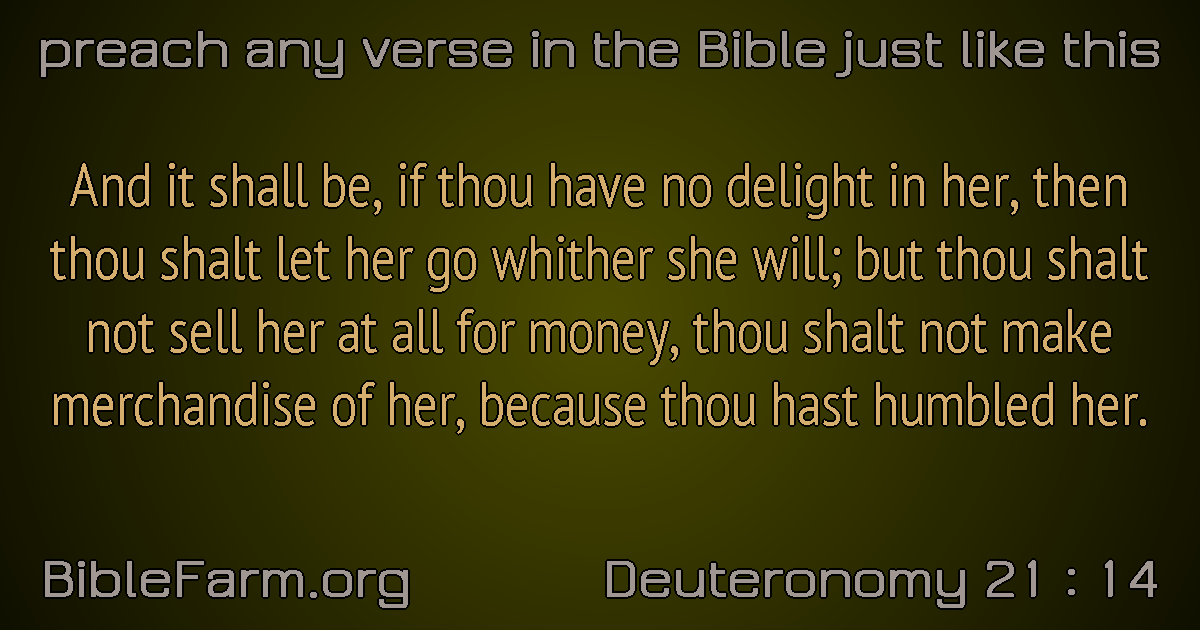 preach any verse in the Bible just like this
And it shall be, if thou have no delight in her, then
thou shalt let her go whither she will; but thou shalt
not sell her at all for money, thou shalt not make
merchandise of her, because thou hast humbled her.
BibleFarm.org
Deuteronomy 21 : 14